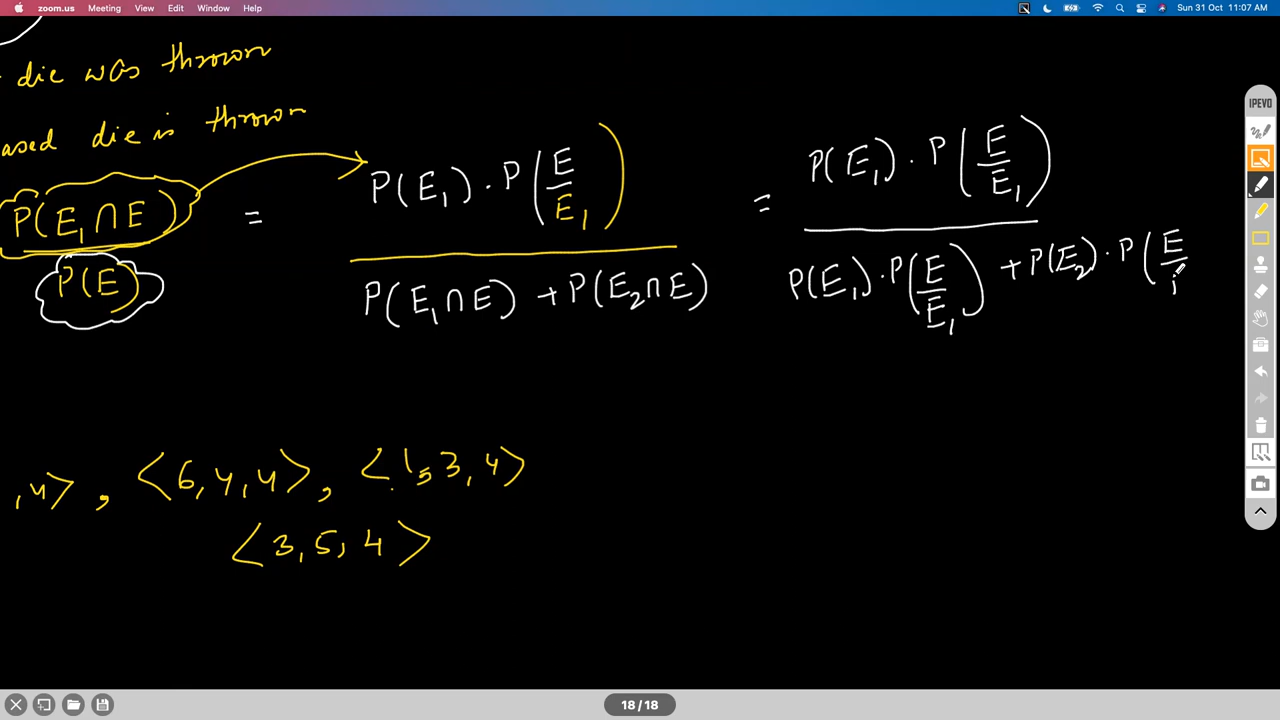 zoom.us Meeting View Edit Window Help Sun 31 Oct 11:07 AM
die was thrown
ased die is thrown
IPEVO
P(E₁∩E) / P(E) = P(E₁) · P(E/E₁) / P(E₁∩E) + P(E₂∩E) = P(E₁) · P(E/E₁) / P(E₁) · P(E/E₁) + P(E₂) · P(E/
,4⟩, ⟨6,4,4⟩, ⟨1,3,4⟩
⟨3,5,4⟩
18/18